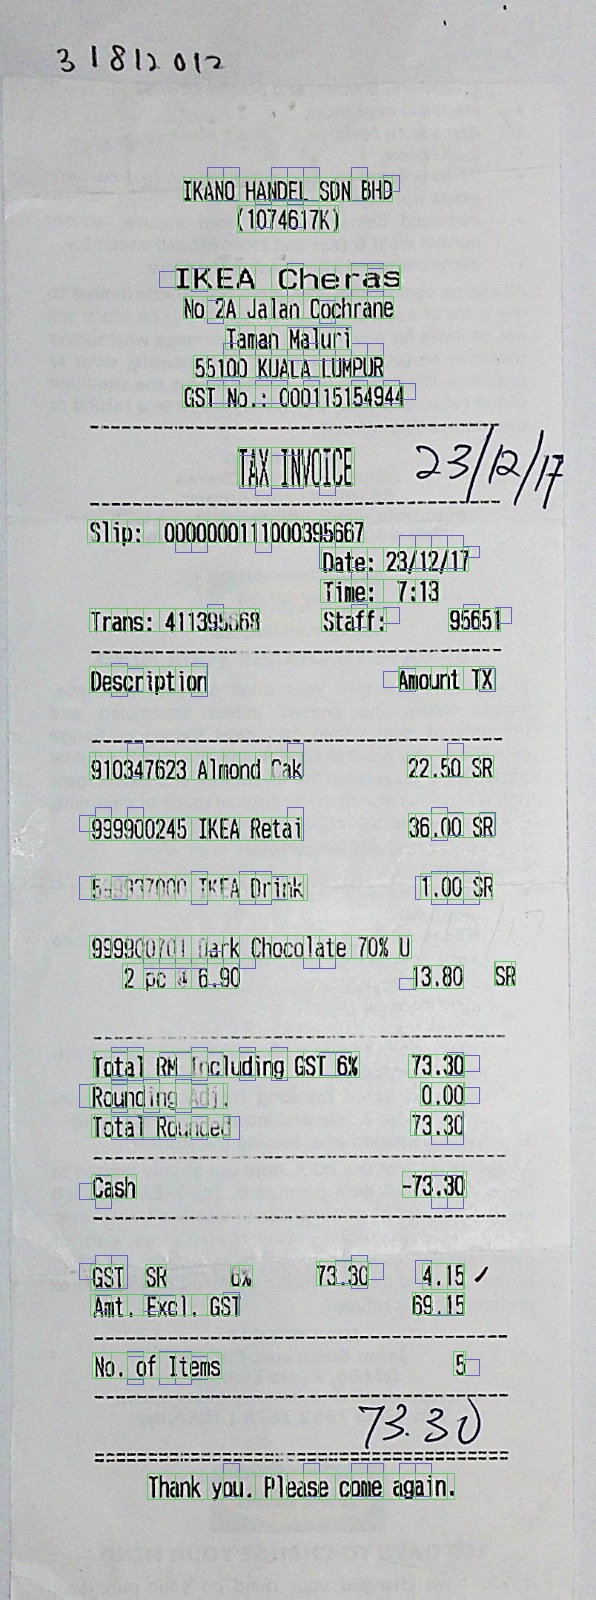 31812012
IKANO HANDEL SDN BHD
(1074617K)
IKEA Cheras
No 2A Jalan Cochrane
Taman Maluri
55100 KUALA LUMPUR
GST No.: 000115154944
TAX INVOICE 23/12/17
Slip: 0000000111000395667
Date: 23/12/17
Time: 7:13
Trans: 411395668 Staff: 95651
Description Amount TX
910347623 Almond Cak 22.50 SR
999900245 IKEA Retai 36.00 SR
599937000 IKEA Drink 1.00 SR
999900701 Dark Chocolate 70% U
2 pc @ 6.90 13.80 SR
Total RM Including GST 6% 73.30
Rounding Adj. 0.00
Total Rounded 73.30
Cash -73.30
GST SR 6% 73.30 4.15
Amt. Excl. GST 69.15
No. of Items 5
73.30
Thank you. Please come again.